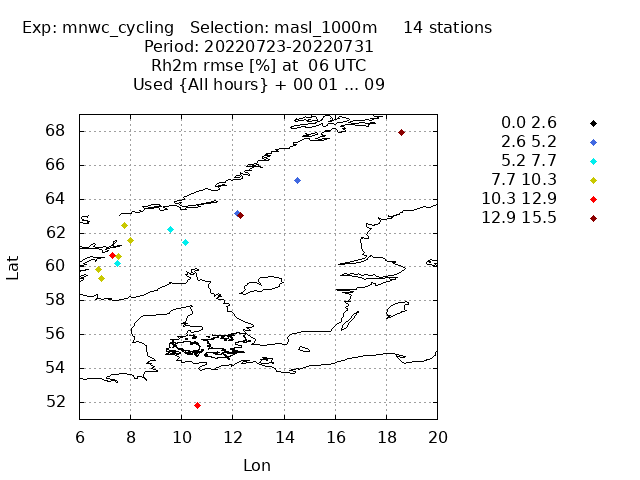 Exp: mnwc_cycling   Selection: masl_1000m     14 stations
Period: 20220723-20220731
Rh2m rmse [%] at  06 UTC
Used {All hours} + 00 01 ... 09
0.0 2.6
2.6 5.2
5.2 7.7
7.7 10.3
10.3 12.9
12.9 15.5
68
66
64
62
60
58
56
54
52
Lat
6 8 10 12 14 16 18 20
Lon